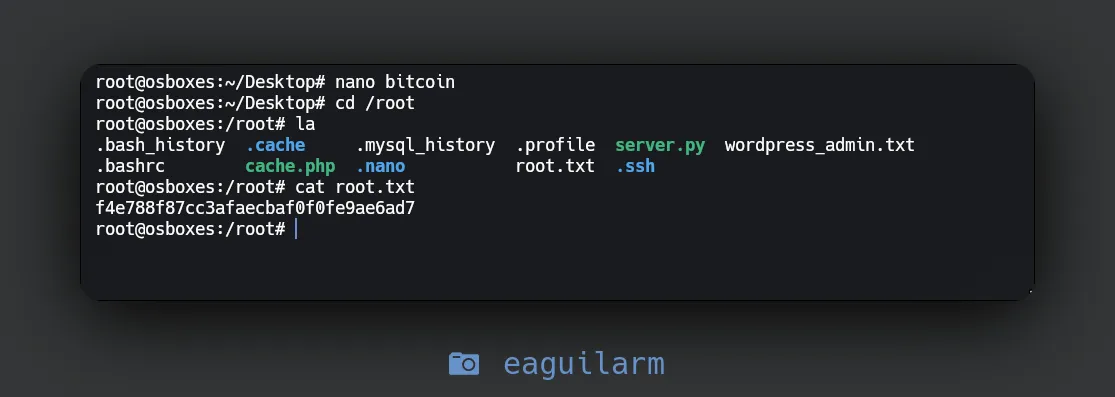 root@osboxes:~/Desktop# nano bitcoin
root@osboxes:~/Desktop# cd /root
root@osboxes:/root# la
.bash_history .cache .mysql_history .profile server.py wordpress_admin.txt
.bashrc cache.php .nano root.txt .ssh
root@osboxes:/root# cat root.txt
f4e788f87cc3afaecbaf0f0fe9ae6ad7
root@osboxes:/root#
eaguilarm